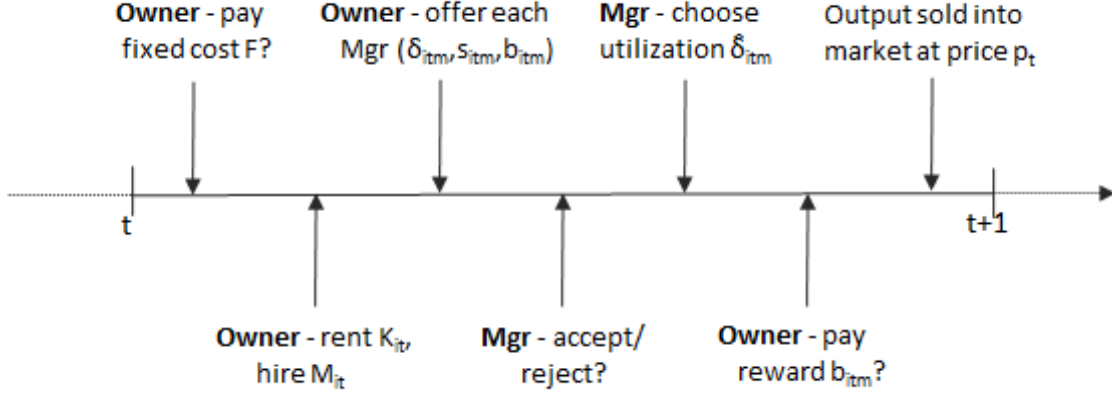 Owner - pay
fixed cost F?
Owner - offer each
Mgr (δitm,sitm,bitm)
Mgr - choose
utilization δ̂itm
Output sold into
market at price pt
t
t+1
Owner - rent Kit,
hire Mit
Mgr - accept/
reject?
Owner - pay
reward bitm?